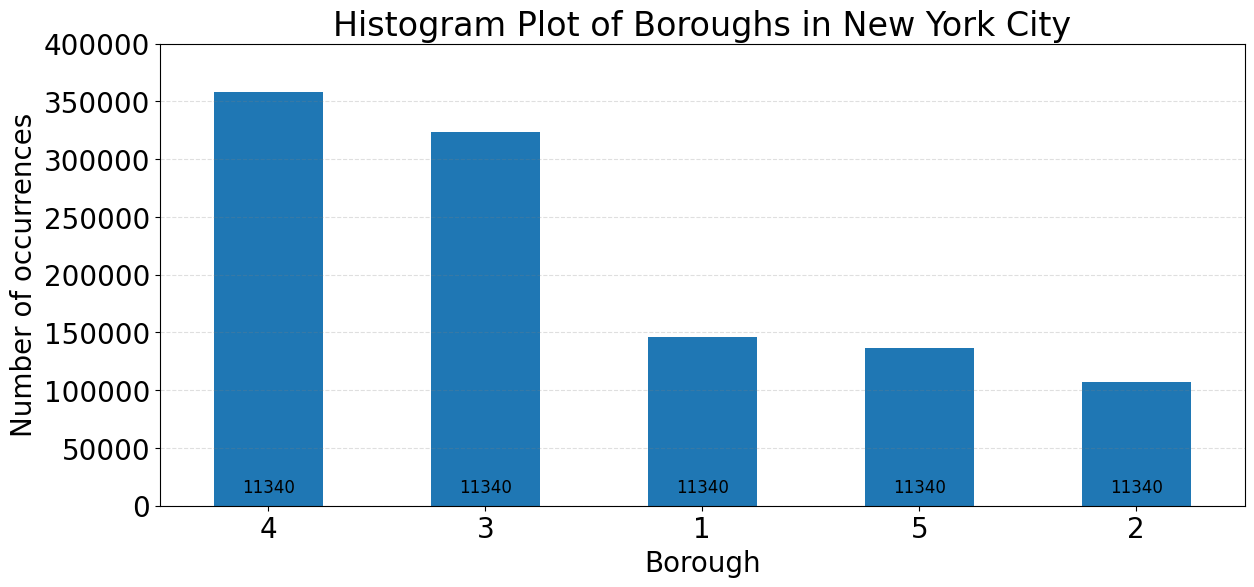 Histogram Plot of Boroughs in New York City
Number of occurrences
400000
350000
300000
250000
200000
150000
100000
50000
0
11340 11340 11340 11340 11340
4 3 1 5 2
Borough